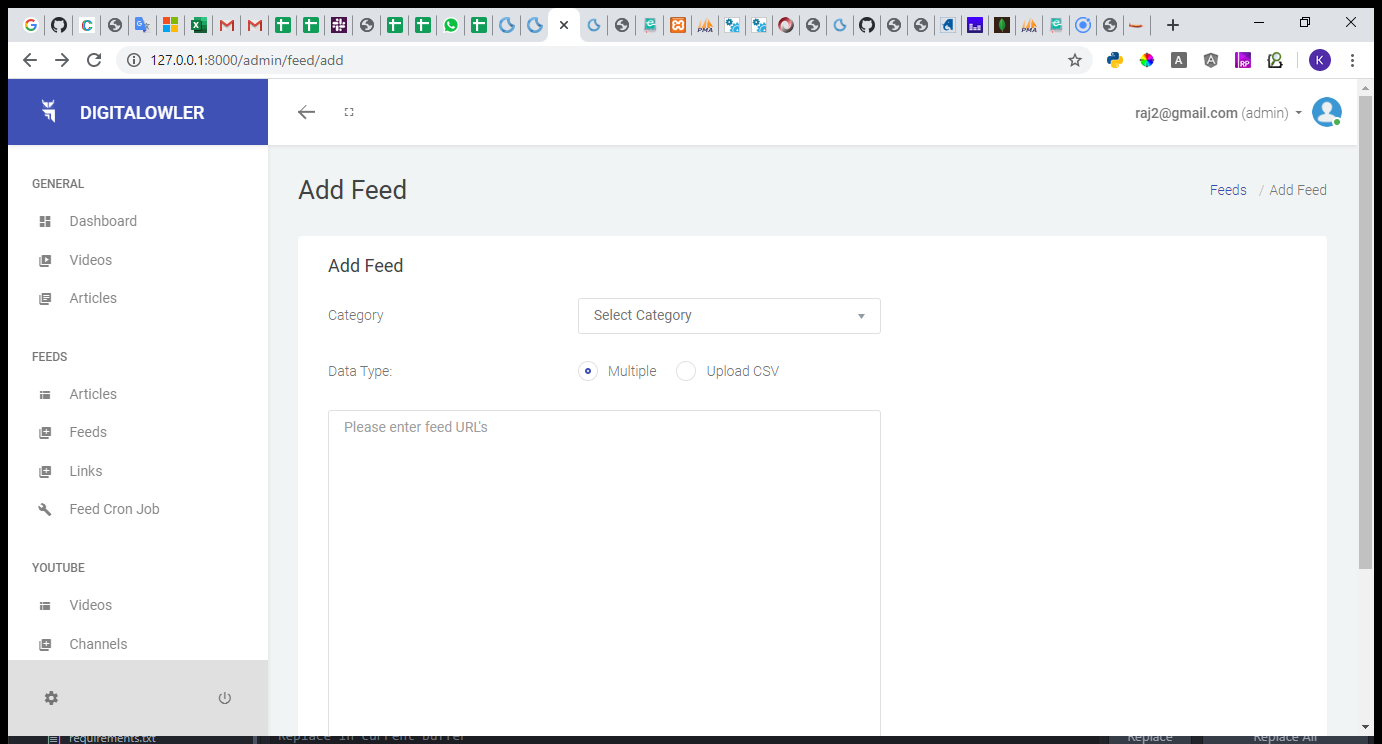 127.0.0.1:8000/admin/feed/add
K
DIGITALOWLER
raj2@gmail.com (admin)
GENERAL
Dashboard
Videos
Articles
FEEDS
Articles
Feeds
Links
Feed Cron Job
YOUTUBE
Videos
Channels
Add Feed
Feeds / Add Feed
Add Feed
Category
Select Category
Data Type:
Multiple
Upload CSV
Please enter feed URL's
requirements.txt
Replace in current buffer
Replace
Replace All